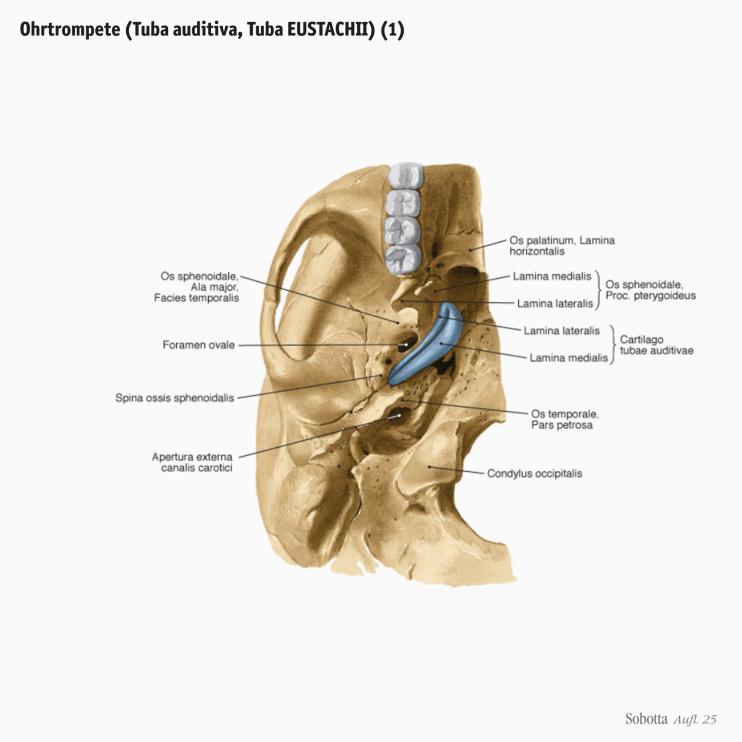 Ohrtrompete (Tuba auditiva, Tuba EUSTACHII) (1)
Os palatinum, Lamina
horizontalis
Os sphenoidale,
Ala major,
Facies temporalis
Lamina medialis
Lamina lateralis
Os sphenoidale,
Proc. pterygoideus
Foramen ovale
Lamina lateralis
Lamina medialis
Cartilago
tubae auditivae
Spina ossis sphenoidalis
Os temporale,
Pars petrosa
Apertura externa
canalis carotici
Condylus occipitalis
Sobotta Aufl. 25